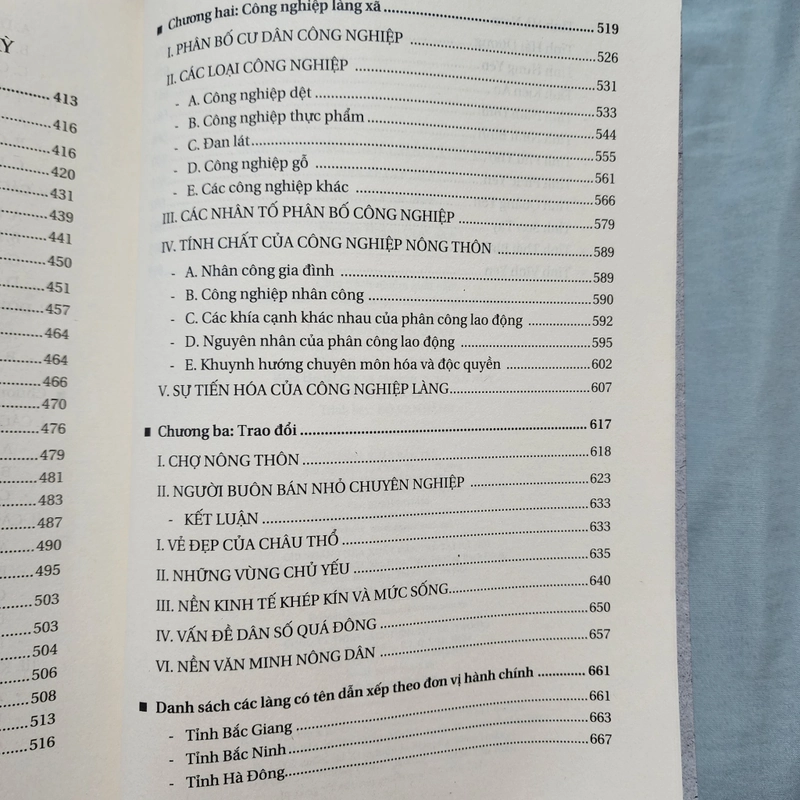 Ỳ
413
416
416
420
431
439
441
450
451
457
464
464
466
470
476
479
481
483
487
490
495
503
503
504
506
508
513
516
Chương hai: Công nghiệp làng xã 519
I. PHÂN BỐ CƯ DÂN CÔNG NGHIỆP 526
II. CÁC LOẠI CÔNG NGHIỆP 531
- A. Công nghiệp dệt 533
- B. Công nghiệp thực phẩm 544
- C. Đan lát 555
- D. Công nghiệp gỗ 561
- E. Các công nghiệp khác 566
III. CÁC NHÂN TỐ PHÂN BỐ CÔNG NGHIỆP 579
IV. TÍNH CHẤT CỦA CÔNG NGHIỆP NÔNG THÔN 589
- A. Nhân công gia đình 589
- B. Công nghiệp nhân công 590
- C. Các khía cạnh khác nhau của phân công lao động 592
- D. Nguyên nhân của phân công lao động 595
- E. Khuynh hướng chuyên môn hóa và độc quyền 602
V. SỰ TIẾN HÓA CỦA CÔNG NGHIỆP LÀNG 607
Chương ba: Trao đổi 617
I. CHỢ NÔNG THÔN 618
II. NGƯỜI BUÔN BÁN NHỎ CHUYÊN NGHIỆP 623
- KẾT LUẬN 633
I. VẺ ĐẸP CỦA CHÂU THỔ 633
II. NHỮNG VÙNG CHỦ YẾU 635
III. NỀN KINH TẾ KHÉP KÍN VÀ MỨC SỐNG 640
IV. VẤN ĐỀ DÂN SỐ QUÁ ĐÔNG 650
VI. NỀN VĂN MINH NÔNG DÂN 657
Danh sách các làng có tên dẫn xếp theo đơn vị hành chính 661
- Tỉnh Bắc Giang 661
- Tỉnh Bắc Ninh 663
- Tỉnh Hà Đông 667